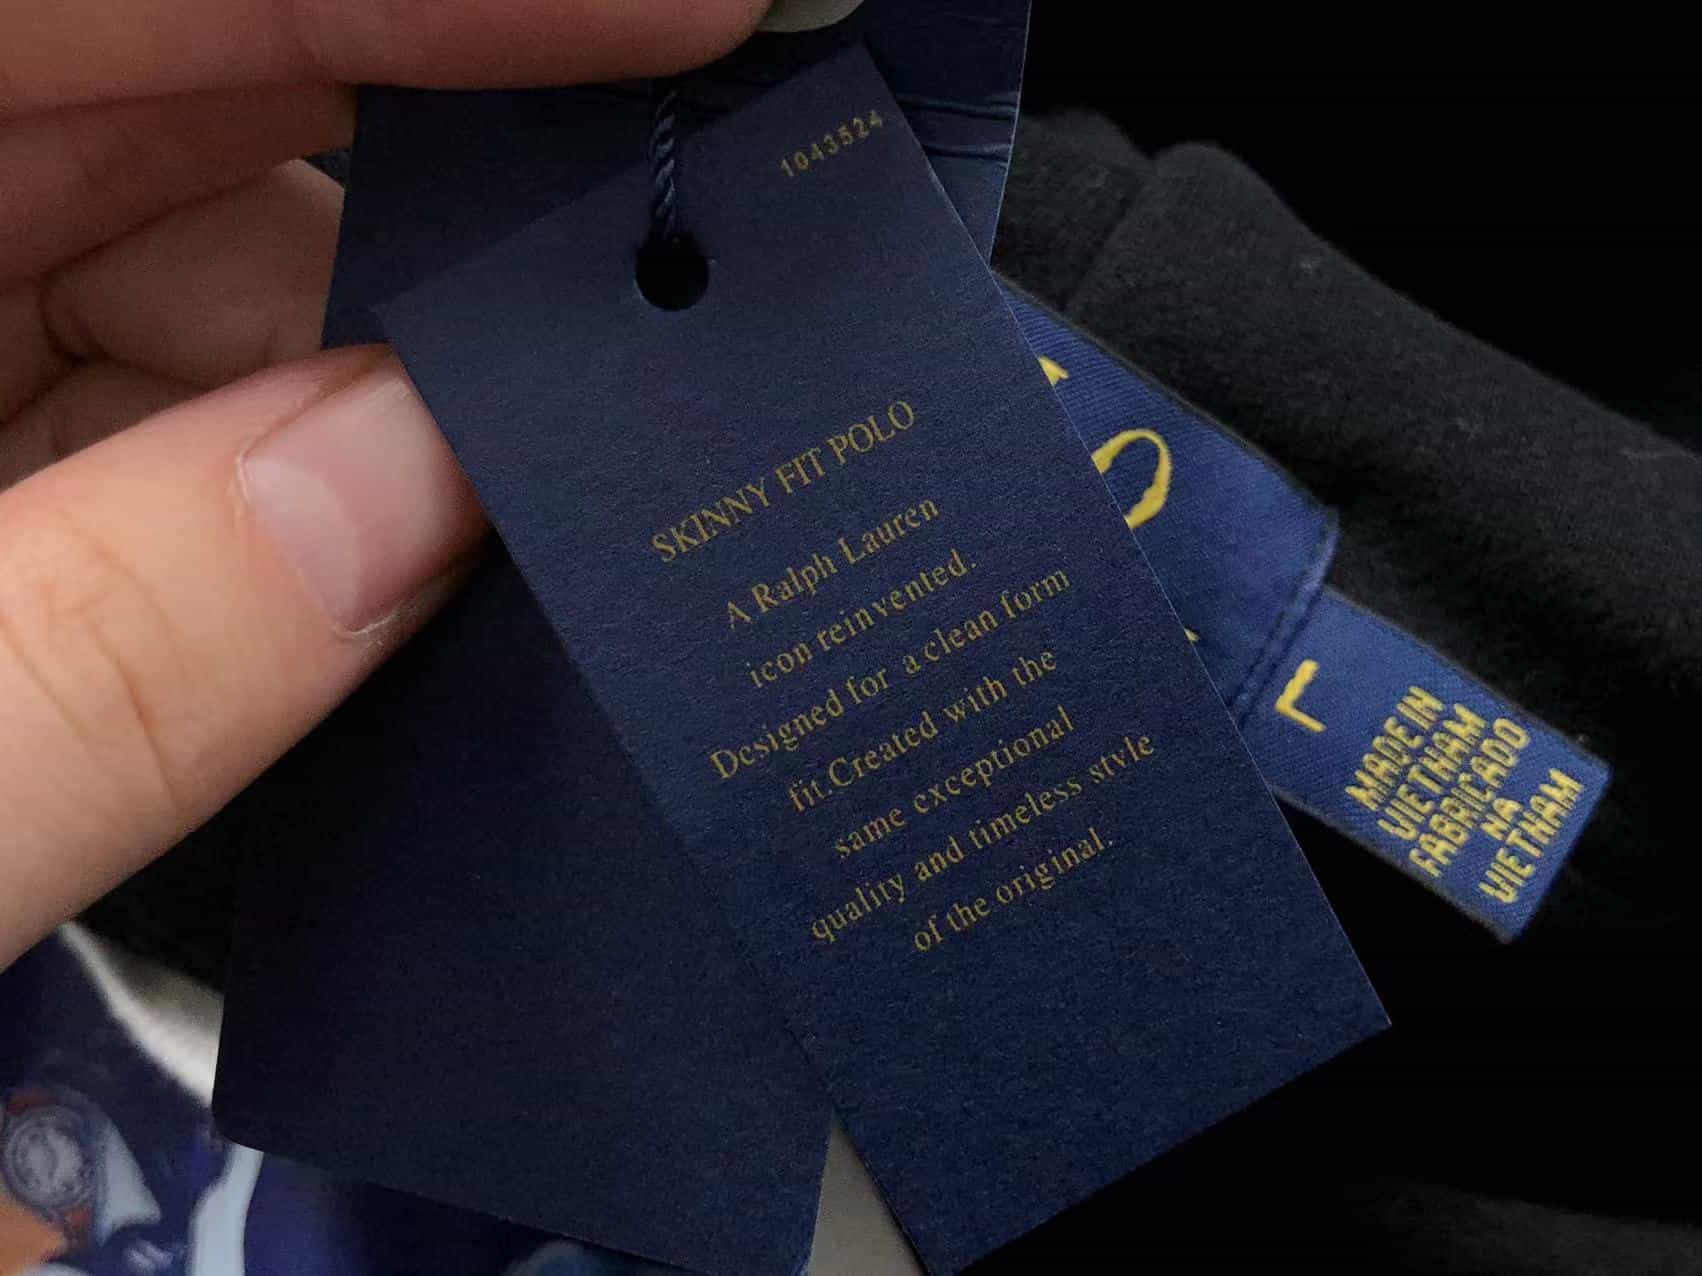 1043524
SKINNY FIT POLO
A Ralph Lauren
icon reinvented.
Designed for a clean form
fit.Created with the
same exceptional
quality and timeless style
of the original.
L
MADE IN
VIETNAM
FABRICADO
NA
VIETNAM